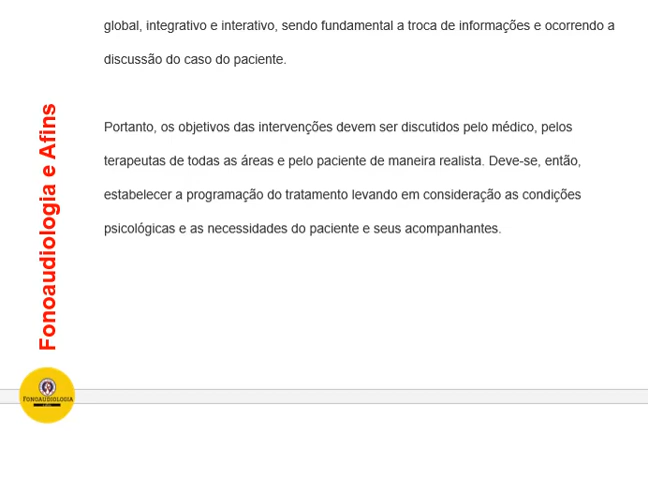 global, integrativo e interativo, sendo fundamental a troca de informações e ocorrendo a
discussão do caso do paciente.
Portanto, os objetivos das intervenções devem ser discutidos pelo médico, pelos
terapeutas de todas as áreas e pelo paciente de maneira realista. Deve-se, então,
estabelecer a programação do tratamento levando em consideração as condições
psicológicas e as necessidades do paciente e seus acompanhantes.
Fonoaudiologia e Afins
FONOAUDIOLOGIA